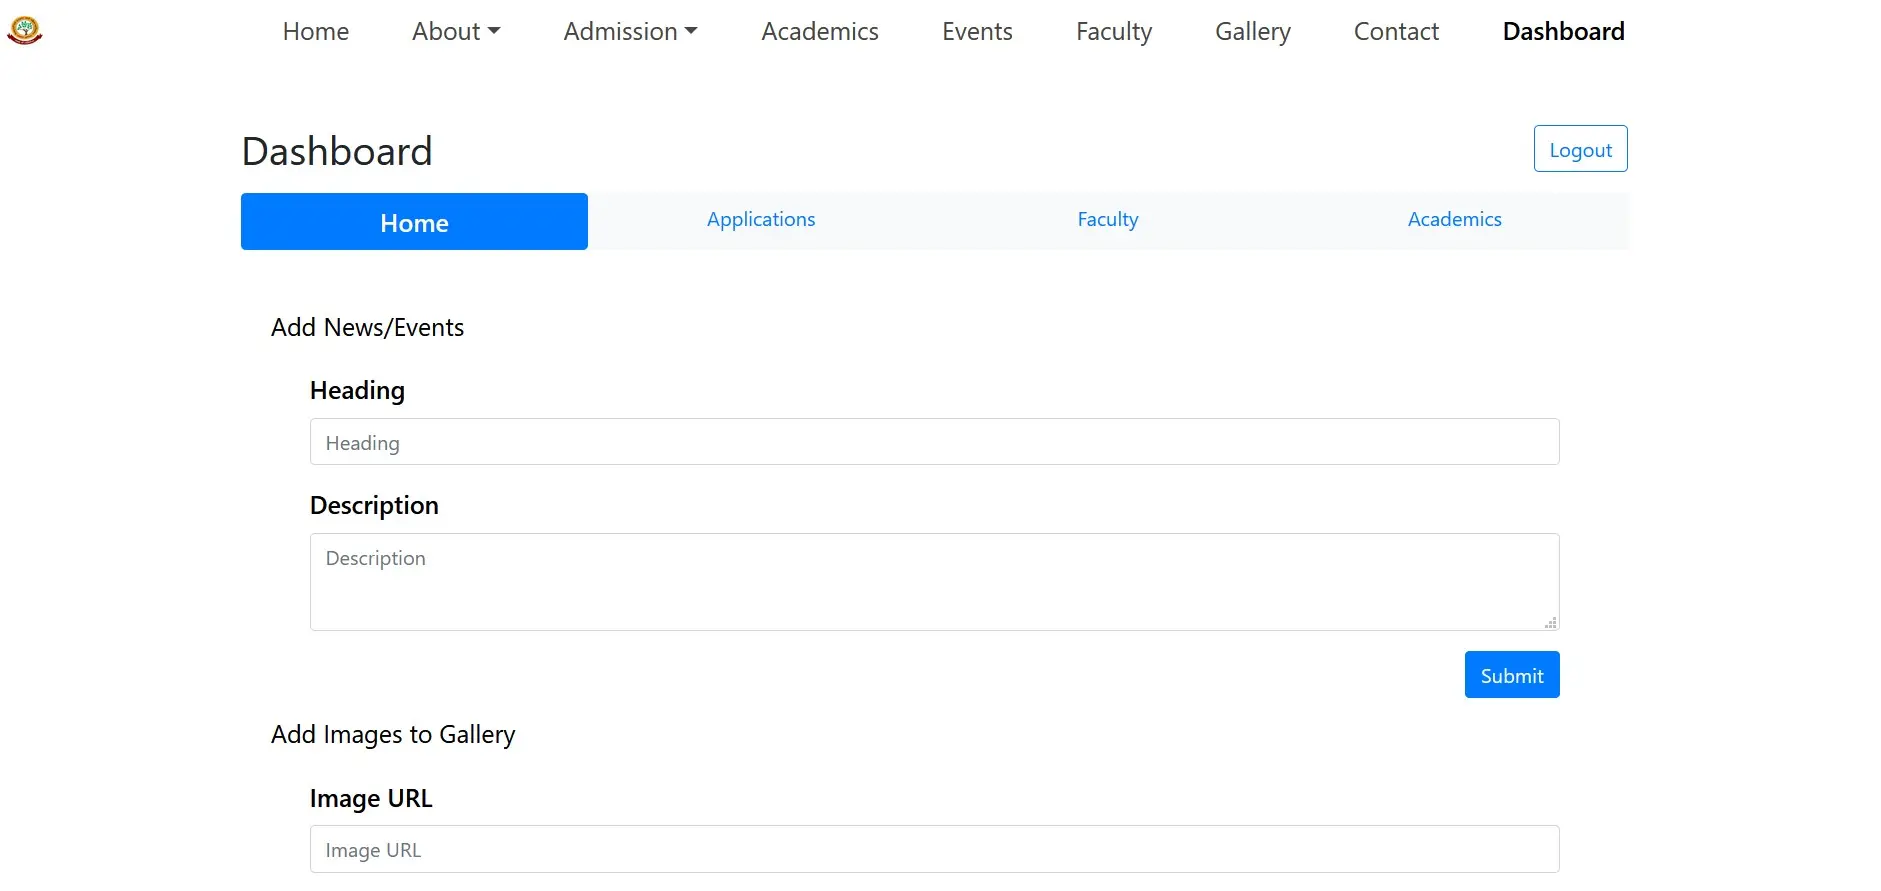 Home About Admission Academics Events Faculty Gallery Contact Dashboard
Dashboard
Logout
Home Applications Faculty Academics
Add News/Events
Heading
Heading
Description
Description
Submit
Add Images to Gallery
Image URL
Image URL